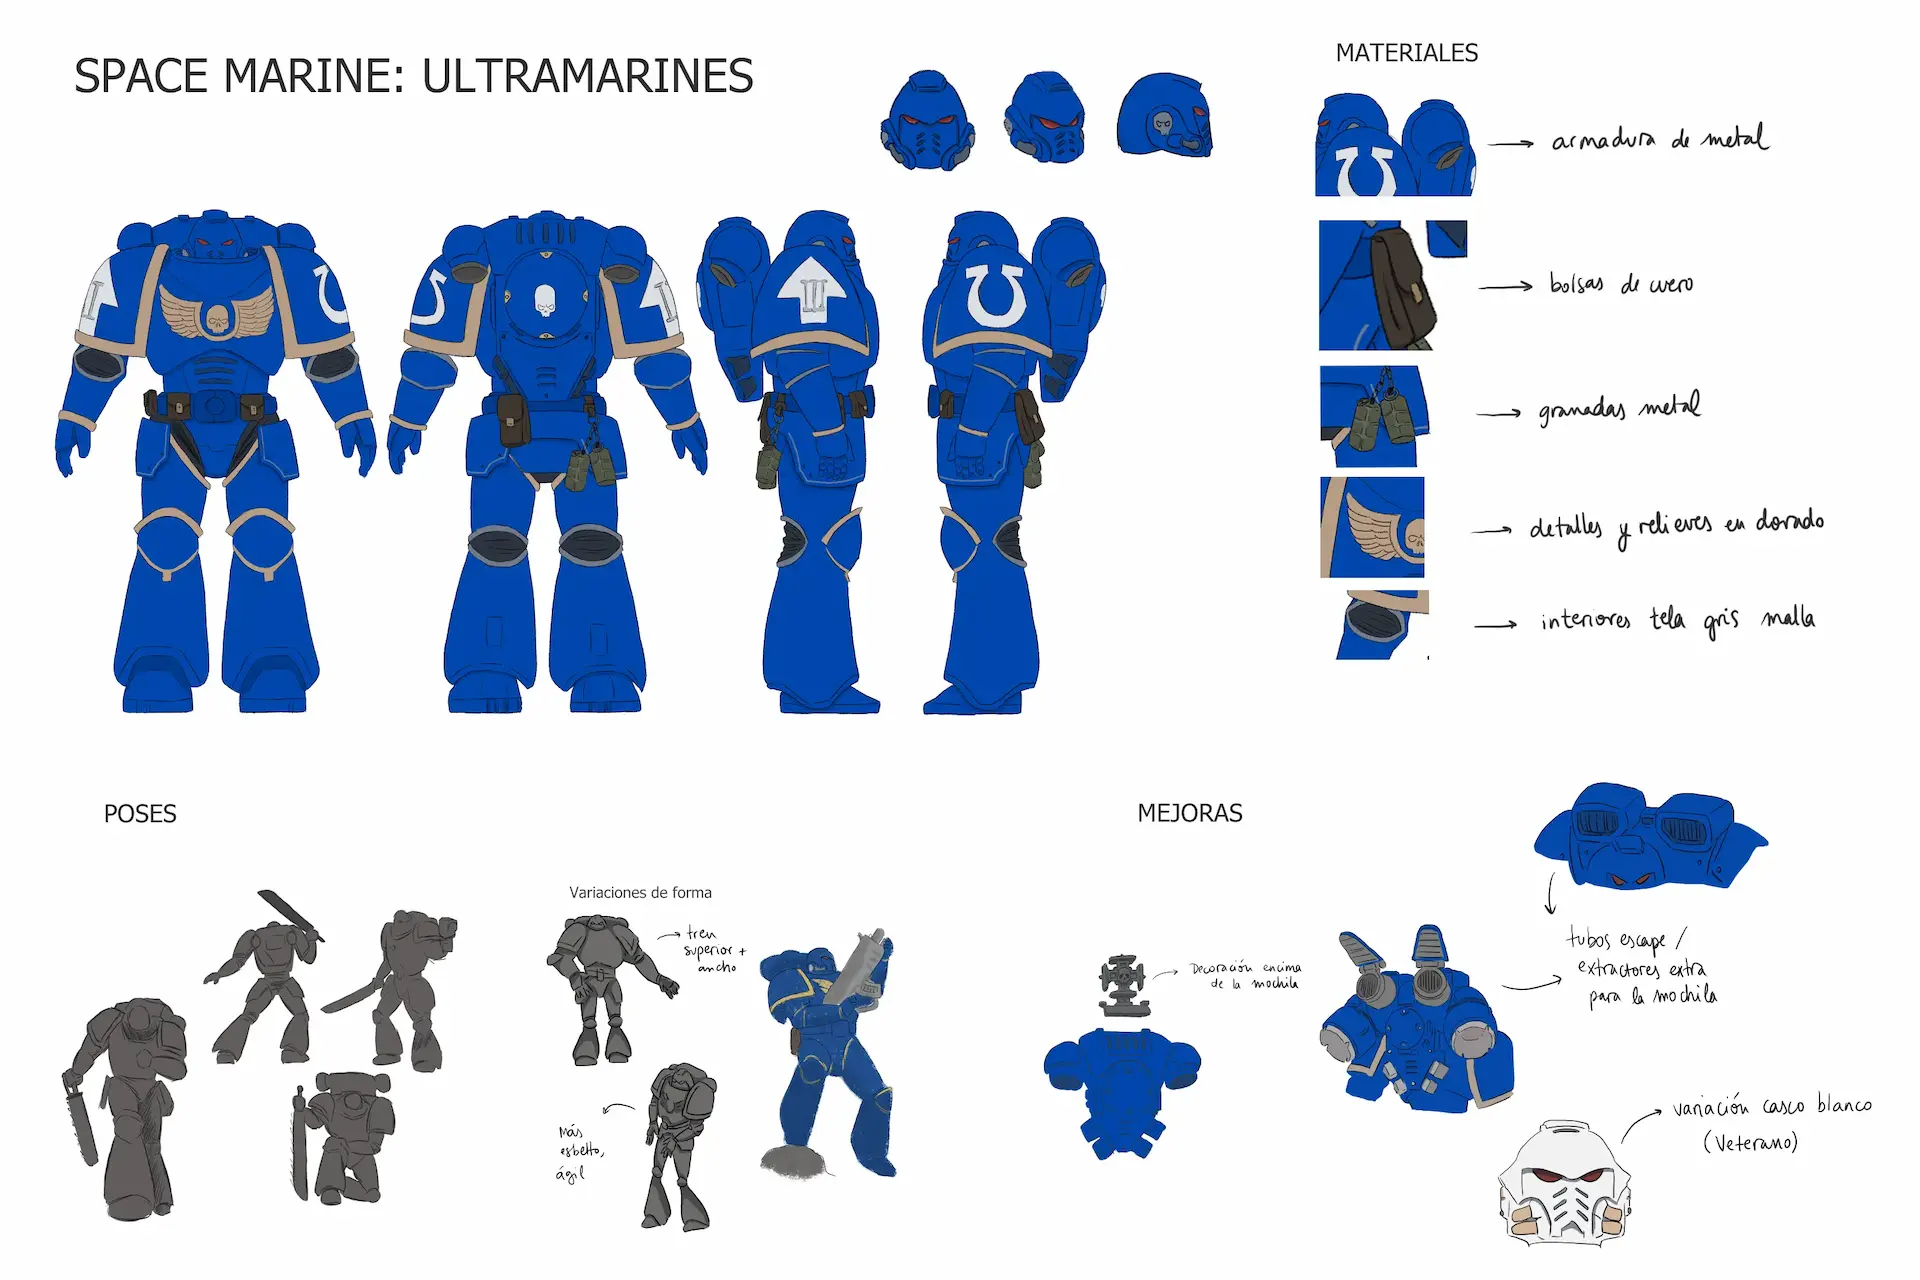 SPACE MARINE: ULTRAMARINES
MATERIALES
armadura de metal
bolsas de cuero
granadas metal
detalles y relieves en dorado
interiores tela gris malla
I
I
III
POSES
Variaciones de forma
tren
superior +
ancho
más
esbelto,
ágil
MEJORAS
Decoración encima
de la mochila
tubos escape /
extractores extra
para la mochila
variación casco blanco
(Veterano)